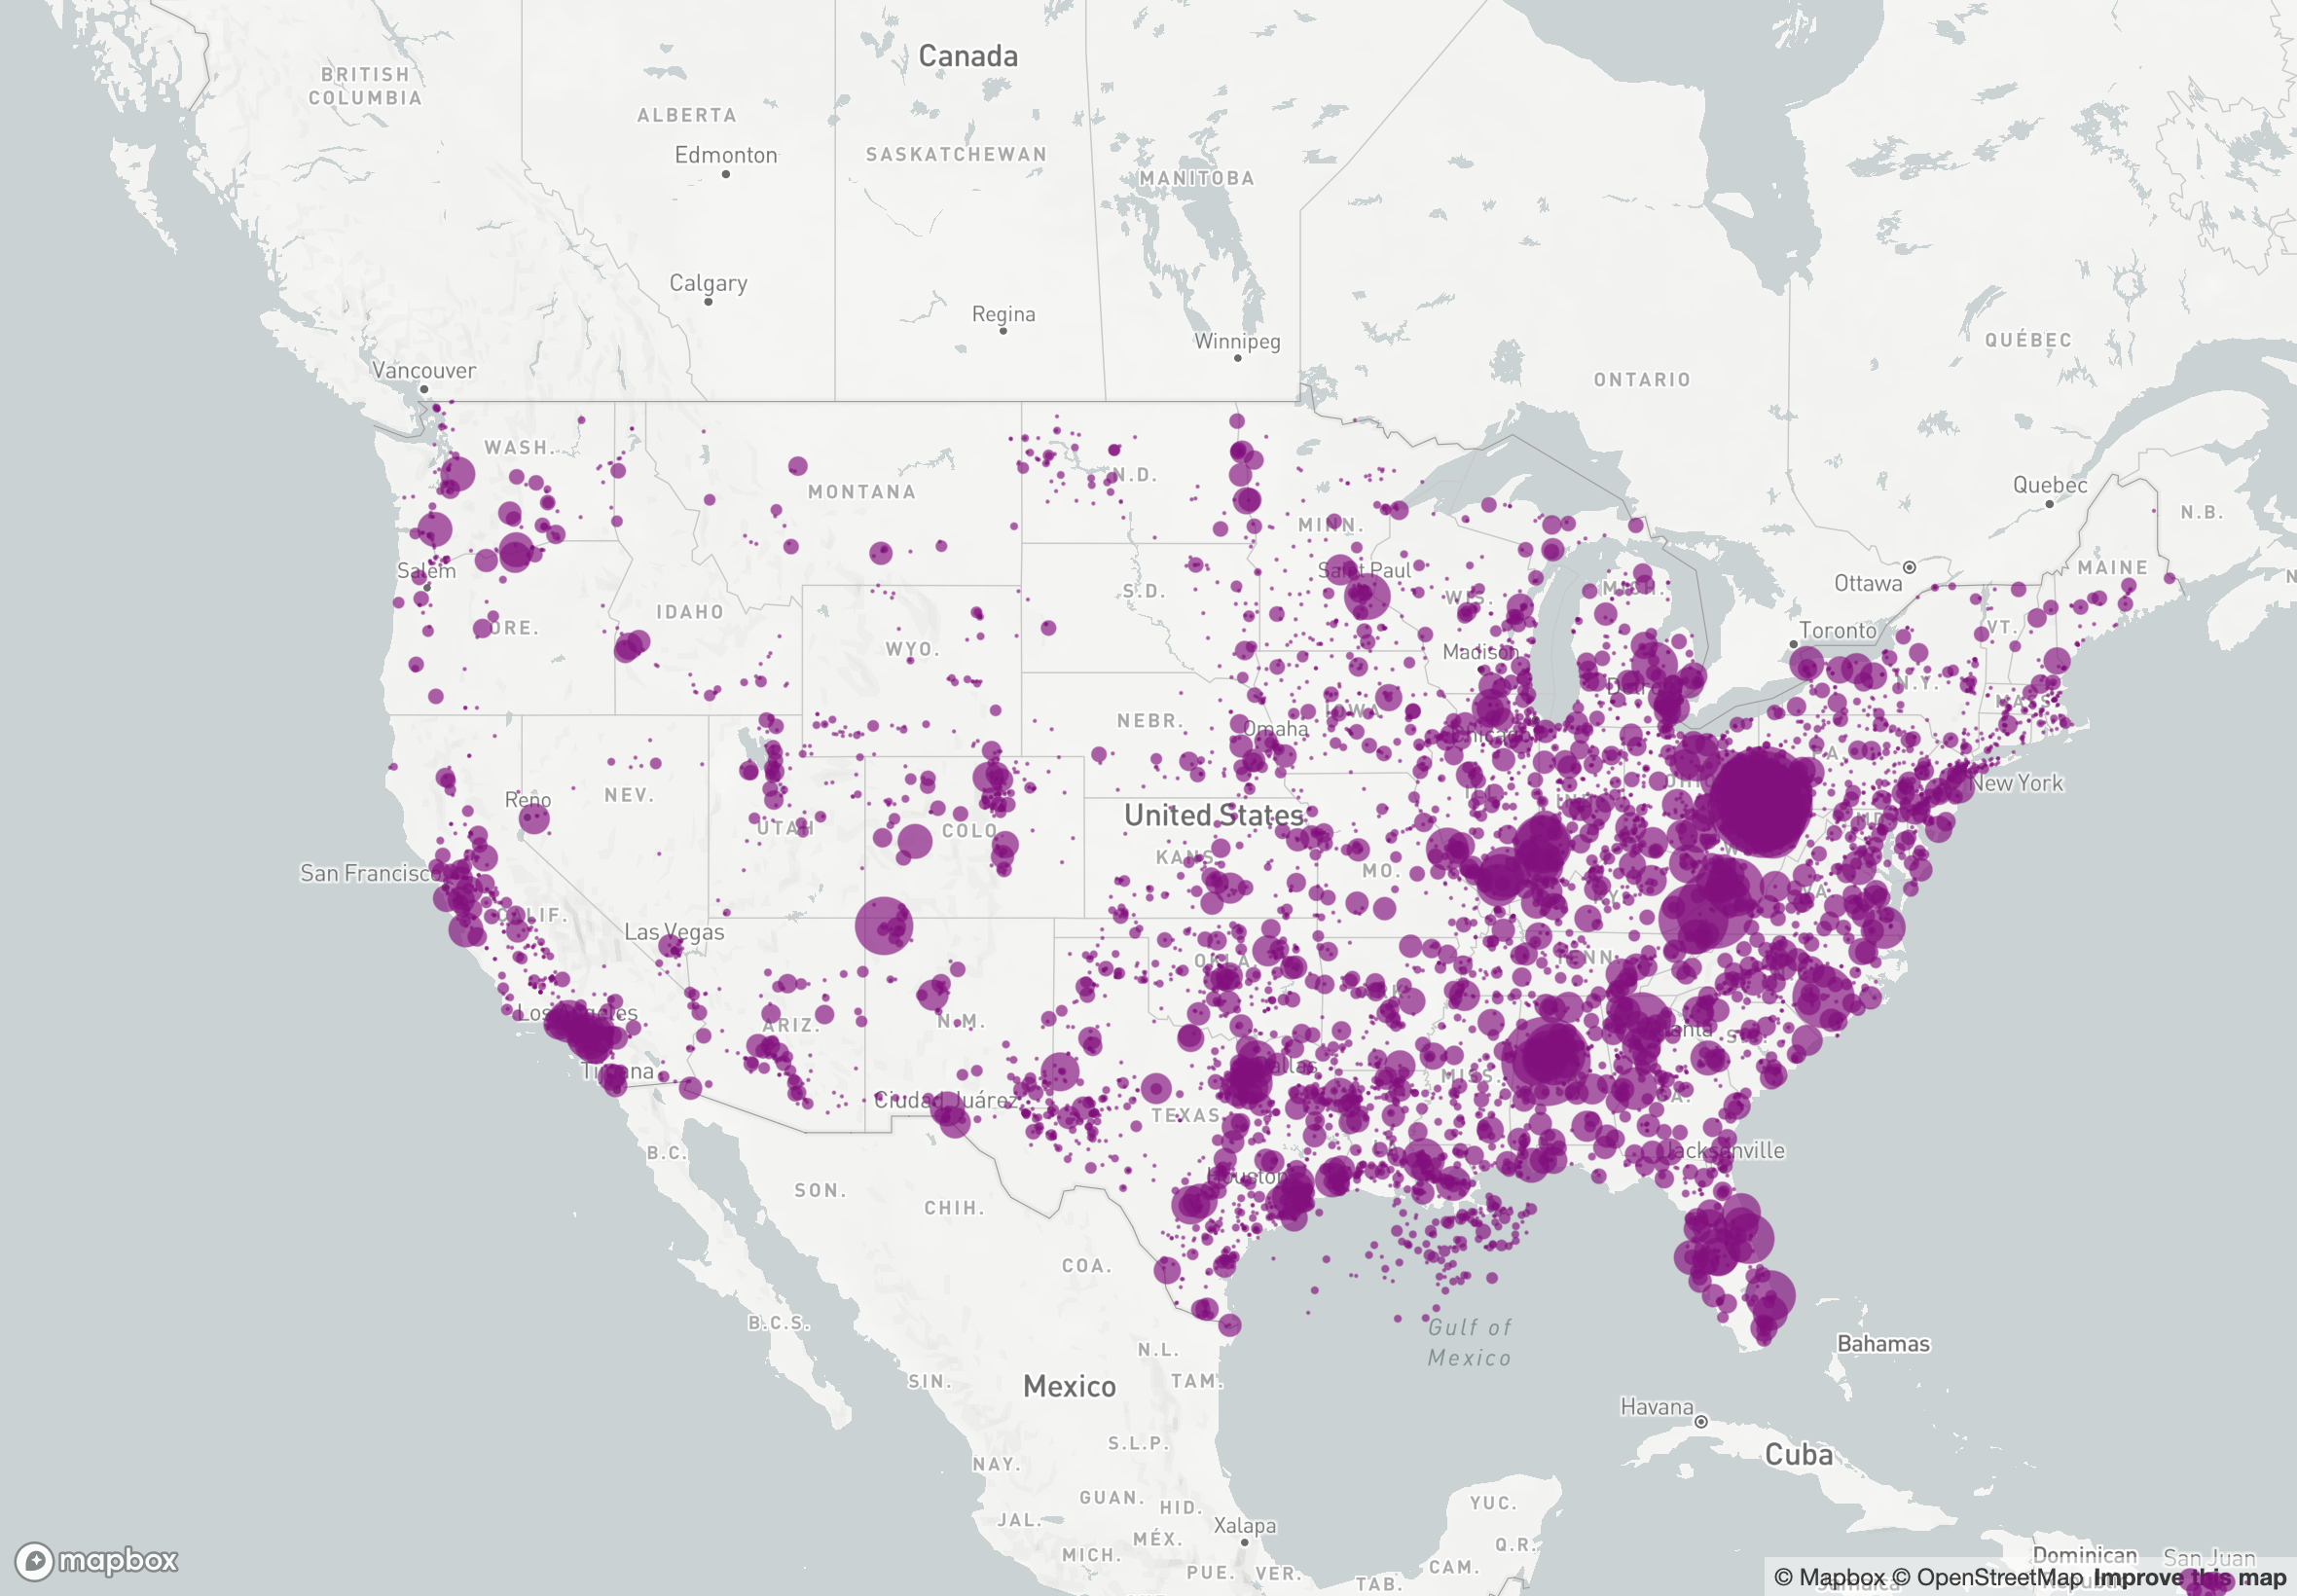 Canada
BRITISH
COLUMBIA
ALBERTA
Edmonton
SASKATCHEWAN
MANITOBA
Calgary
Regina
Winnipeg
QUÉBEC
Vancouver
ONTARIO
WASH.
MONTANA
N.D.
Quebec
N.B.
MINN.
Salem
Saint Paul
Ottawa
MAINE
S.D.
WIS.
MICH.
IDAHO
ORE.
WYO.
Toronto
VT.
Madison
N.Y.
MASS.
IOWA
NEBR.
Omaha
Chicago
Reno
NEV.
New York
United States
UTAH
COLO.
OHIO
KANS.
MO.
San Francisco
CALIF.
Las Vegas
OKLA.
TENN.
Los Angeles
ARIZ.
N.M.
ARK.
S.C.
Tijuana
Dallas
MISS.
Ciudad Juárez
TEXAS
GA.
B.C.
Jacksonville
Houston
SON.
CHIH.
COA.
B.C.S.
Gulf of
Mexico
N.L.
Bahamas
SIN.
Mexico
TAM.
Havana
S.L.P.
Cuba
NAY.
GUAN.
HID.
YUC.
JAL.
MÉX.
Xalapa
Q.R.
MICH.
PUE.
VER.
CAM.
TAB.
Dominican
San Juan
mapbox
© Mapbox © OpenStreetMap Improve this map